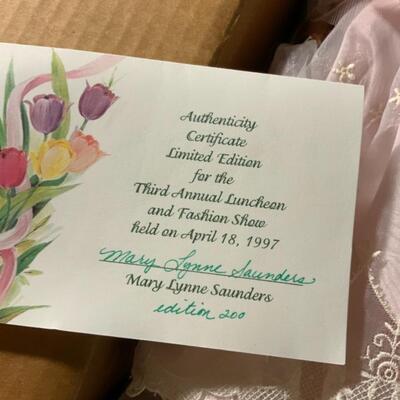 Authenticity
Certificate
Limited Edition
for the
Third Annual Luncheon
and Fashion Show
held on April 18, 1997
Mary Lynne Saunders
Mary Lynne Saunders
edition 200